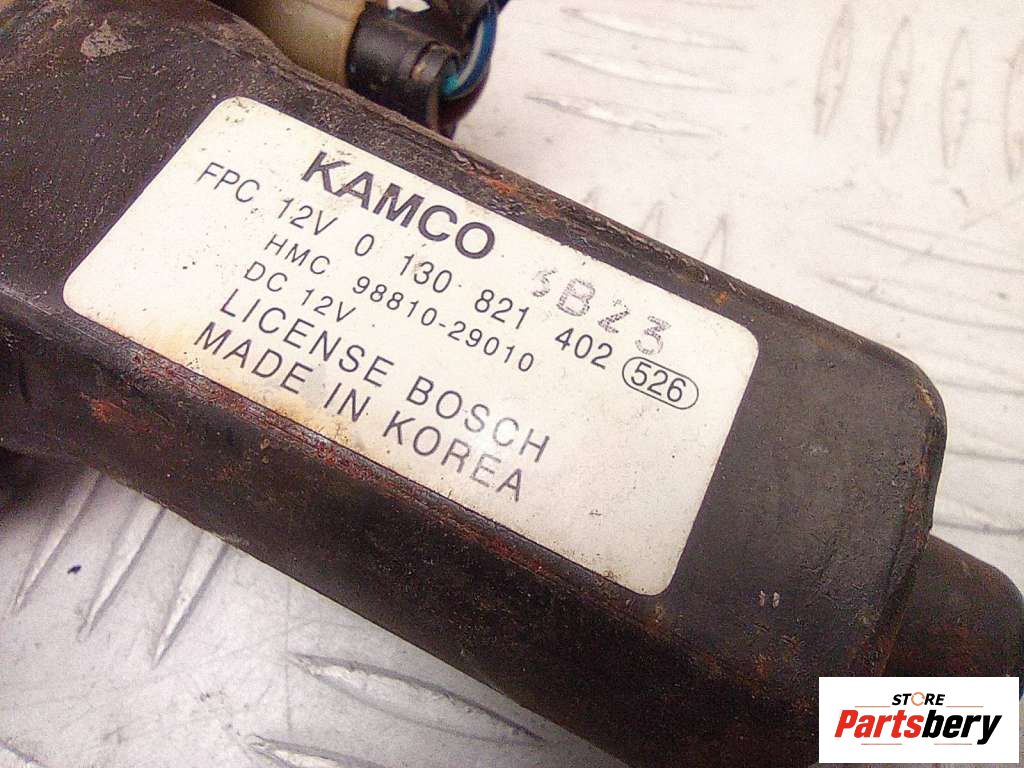 KAMCO
FPC 12V 0 130 821 402 526
HMC 98810-29010
DC 12V
LICENSE BOSCH
MADE IN KOREA
STORE
Partsbery